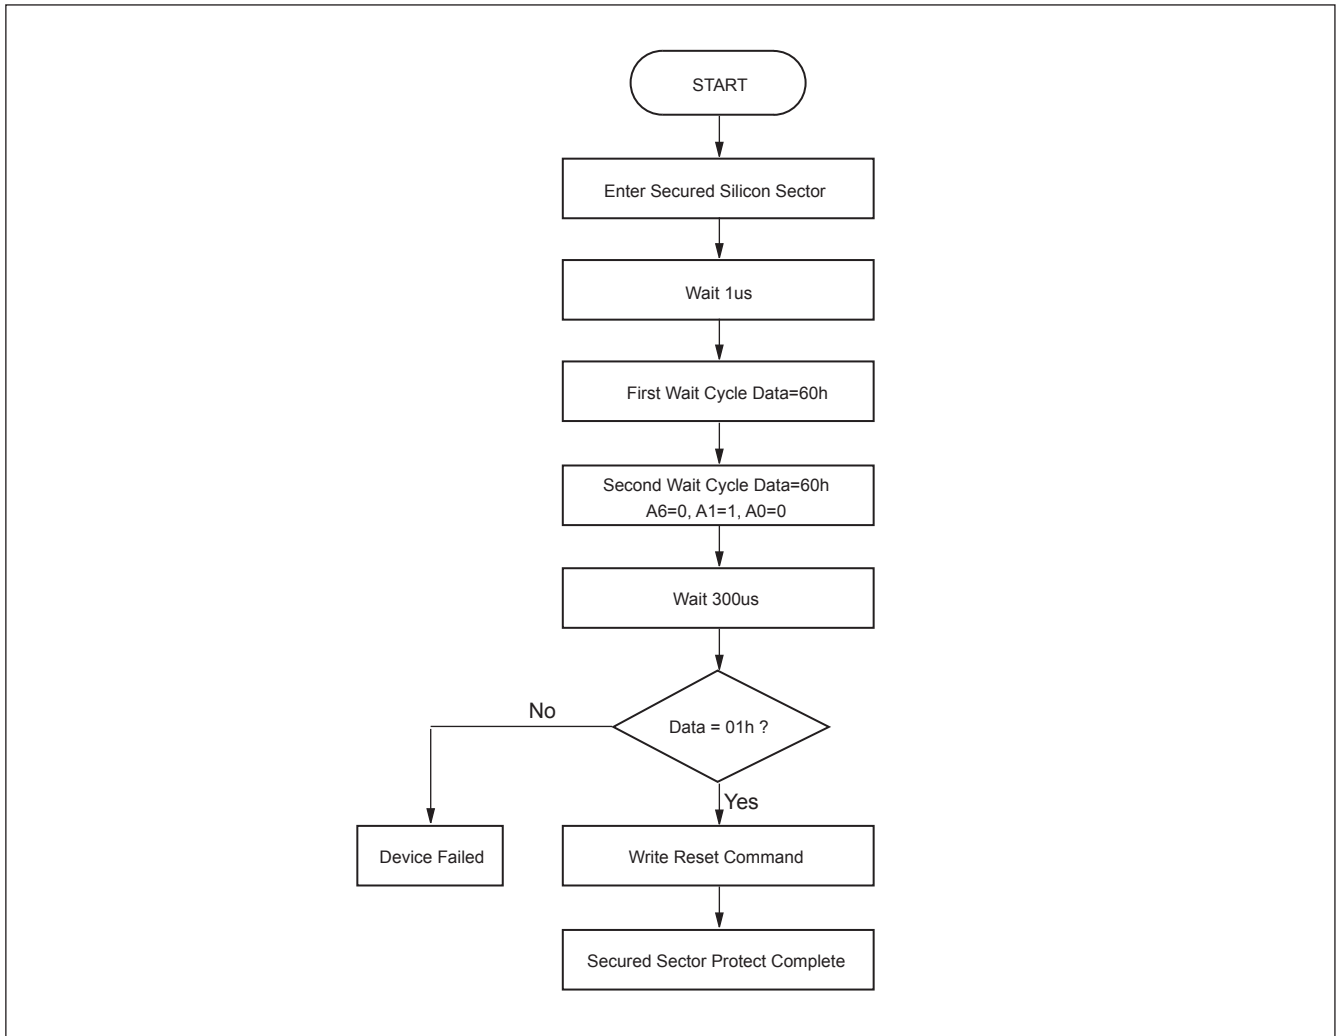 START
Enter Secured Silicon Sector
Wait 1us
First Wait Cycle Data=60h
Second Wait Cycle Data=60h
A6=0, A1=1, A0=0
Wait 300us
No
Data = 01h ?
Yes
Device Failed
Write Reset Command
Secured Sector Protect Complete